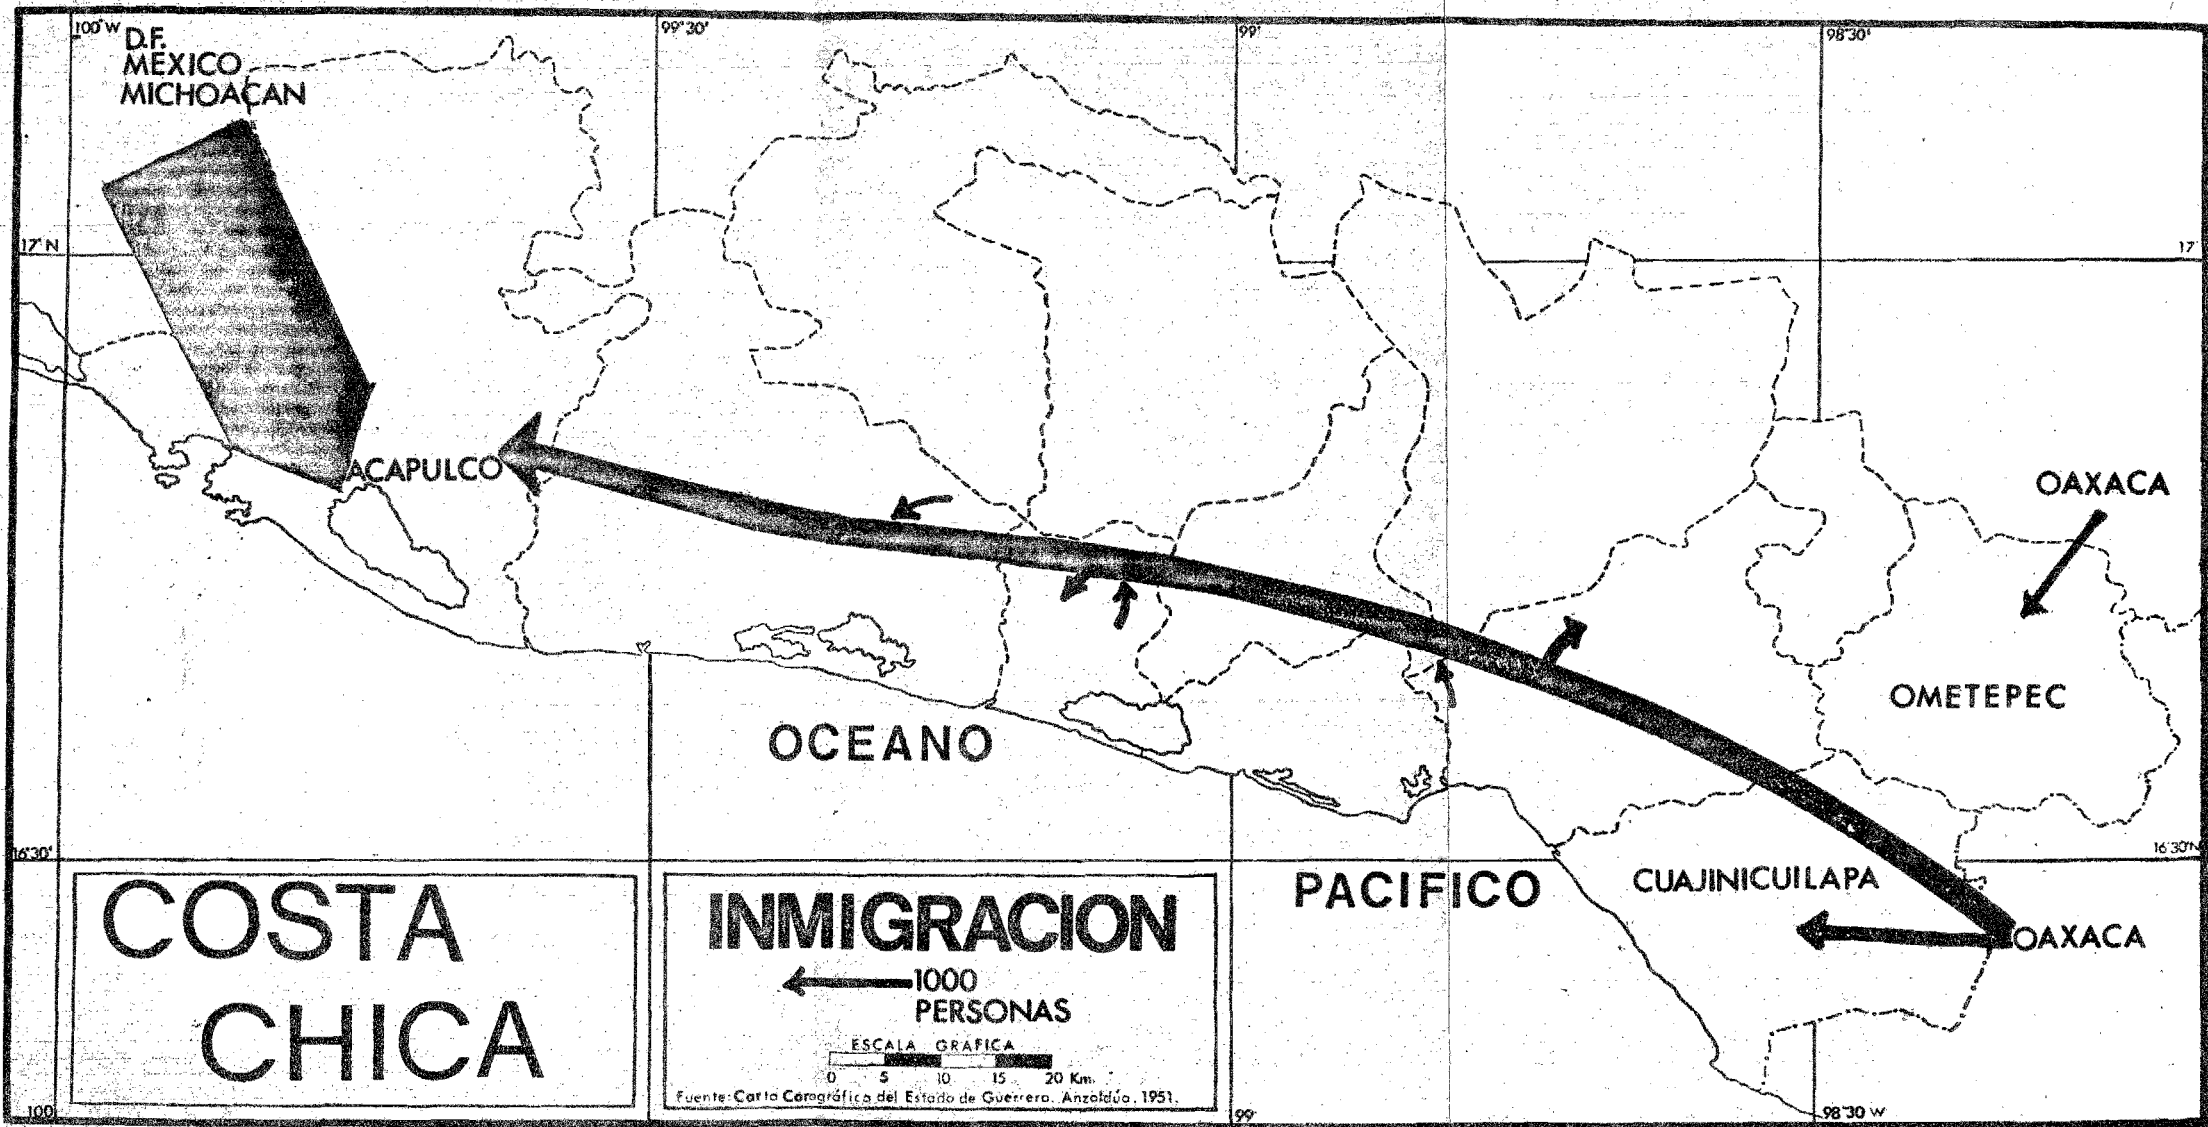 100°W
99°30'
99°
98°30'
D.F.
MEXICO
MICHOACAN
17°N
17°
ACAPULCO
OAXACA
OMETEPEC
OCEANO
16°30'
16°30'N
PACIFICO
CUAJINICUILAPA
OAXACA
COSTA
CHICA
INMIGRACION
1000
PERSONAS
ESCALA GRAFICA
0 5 10 15 20 Km.
Fuente: Carta Corográfica del Estado de Guerrero. Anzaldúa. 1951.
100
99°
98°30'W